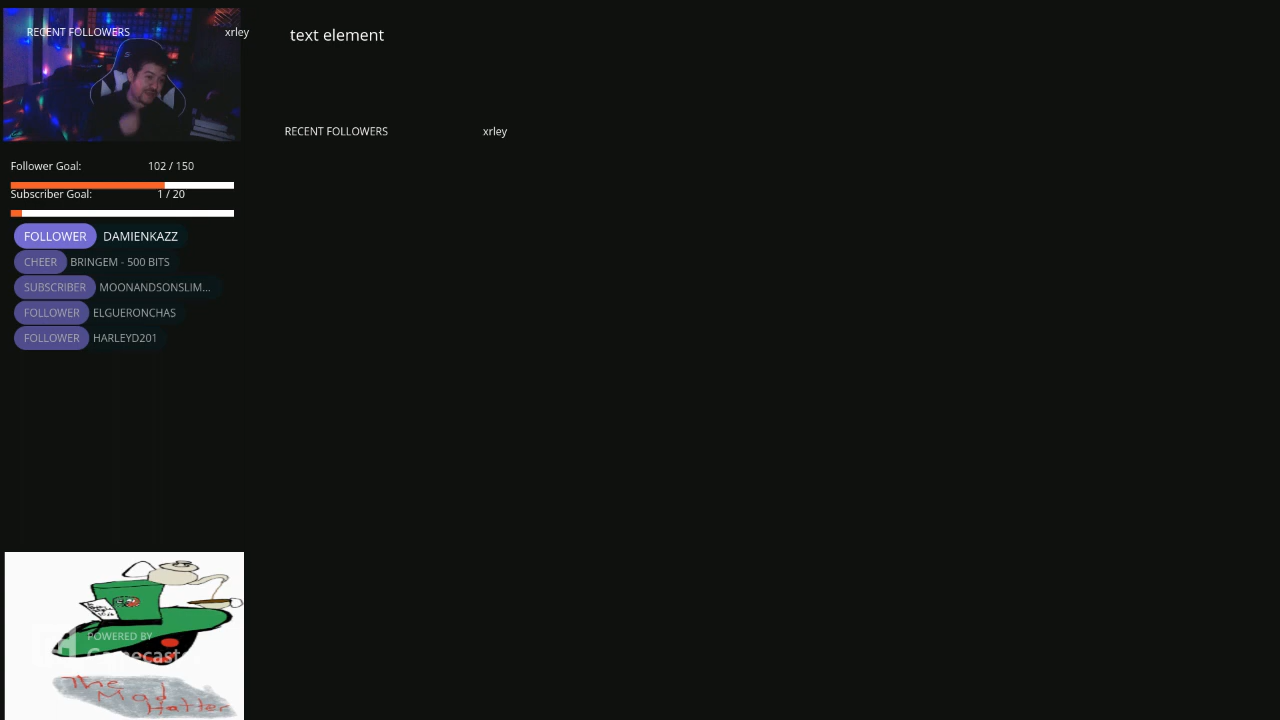 RECENT FOLLOWERS xrley
text element
RECENT FOLLOWERS xrley
Follower Goal: 102 / 150
Subscriber Goal: 1 / 20
FOLLOWER DAMIENKAZZ
CHEER BRINGEM - 500 BITS
SUBSCRIBER MOONANDSONSLIM...
FOLLOWER ELGUERONCHAS
FOLLOWER HARLEYD201
POWERED BY
Gamecaster
The
Mad
Hatter